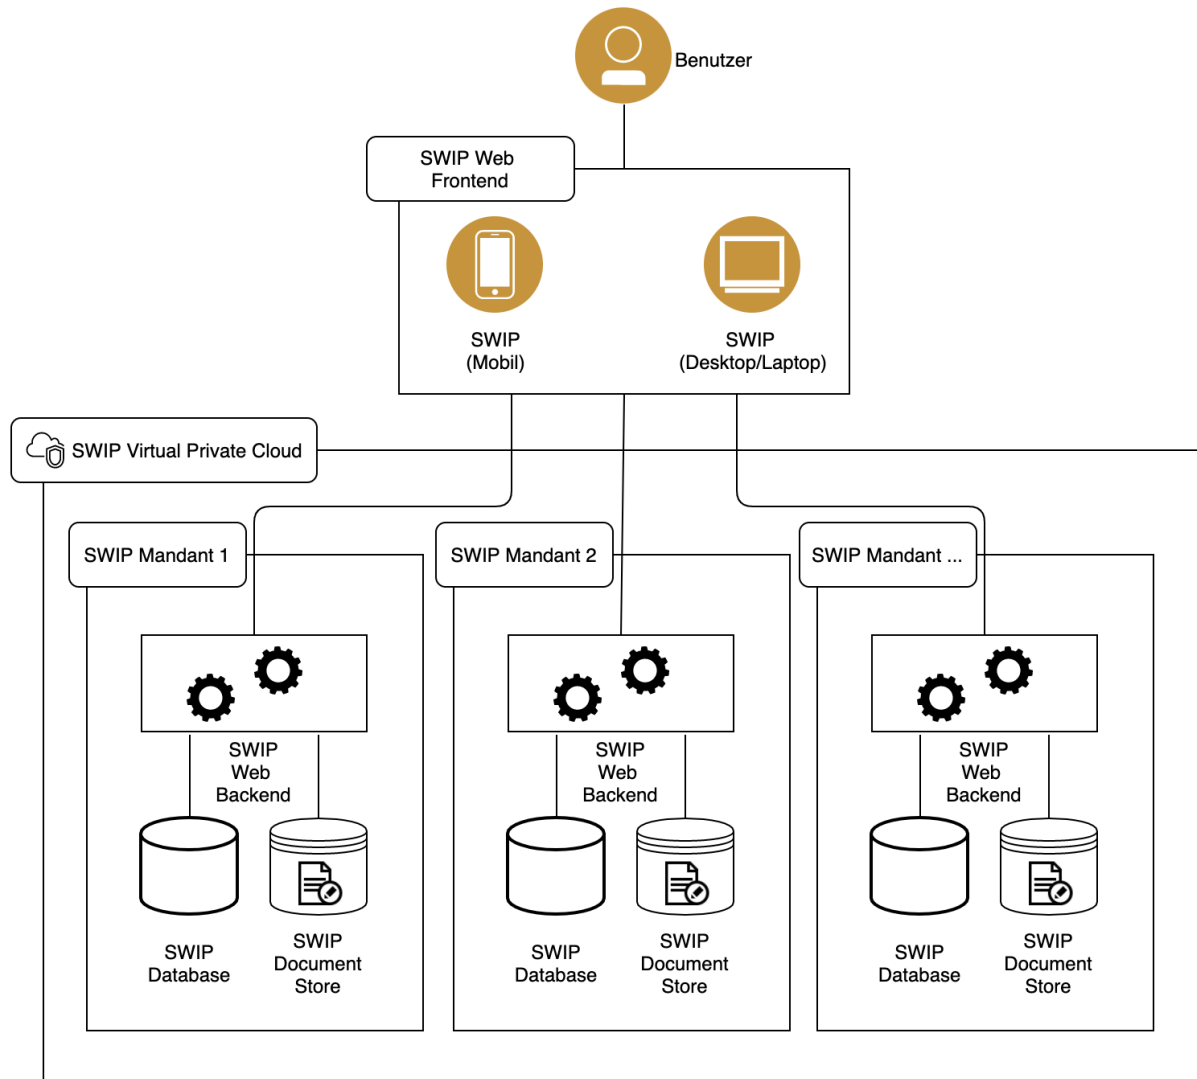 Benutzer
SWIP Web
Frontend
SWIP
(Mobil)
SWIP
(Desktop/Laptop)
SWIP Virtual Private Cloud
SWIP Mandant 1
SWIP Mandant 2
SWIP Mandant ...
SWIP
Web
Backend
SWIP
Web
Backend
SWIP
Web
Backend
SWIP
Database
SWIP
Document
Store
SWIP
Database
SWIP
Document
Store
SWIP
Database
SWIP
Document
Store